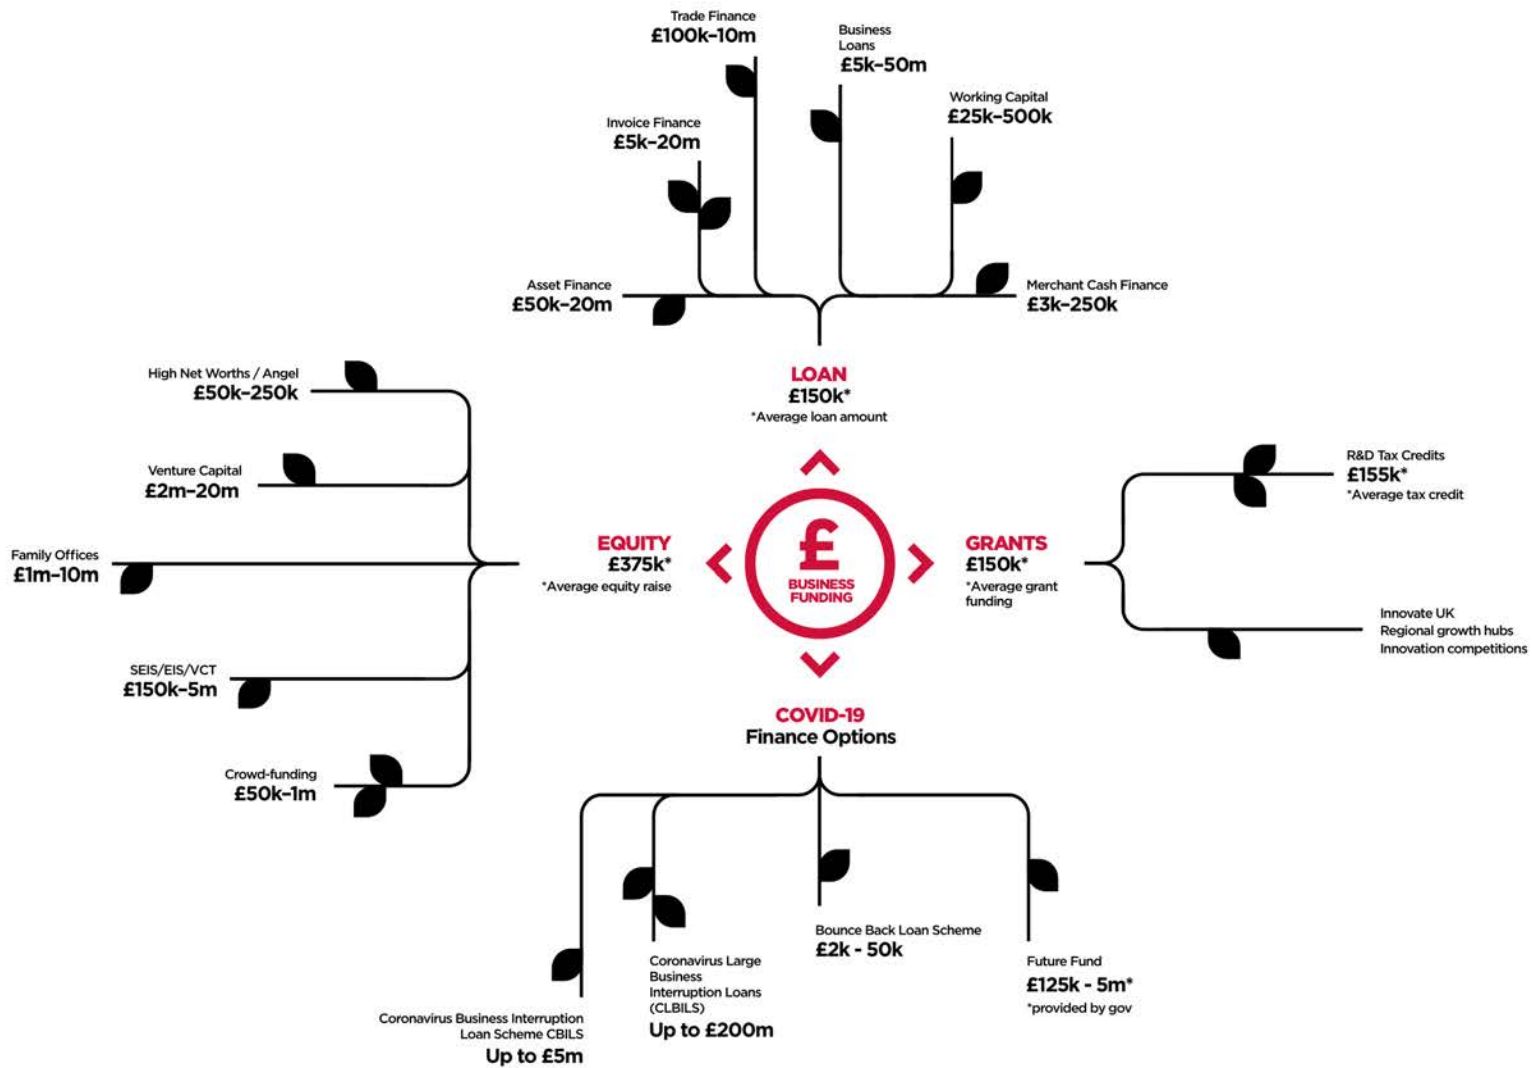 Trade Finance
£100k–10m
Business
Loans
£5k–50m
Working Capital
£25k–500k
Invoice Finance
£5k–20m
Asset Finance
£50k–20m
Merchant Cash Finance
£3k–250k
LOAN
£150k*
*Average loan amount
High Net Worths / Angel
£50k–250k
Venture Capital
£2m–20m
Family Offices
£1m–10m
SEIS/EIS/VCT
£150k–5m
Crowd-funding
£50k–1m
EQUITY
£375k*
*Average equity raise
£
BUSINESS
FUNDING
GRANTS
£150k*
*Average grant
funding
R&D Tax Credits
£155k*
*Average tax credit
Innovate UK
Regional growth hubs
Innovation competitions
COVID-19
Finance Options
Coronavirus Business Interruption
Loan Scheme CBILS
Up to £5m
Coronavirus Large
Business
Interruption Loans
(CLBILS)
Up to £200m
Bounce Back Loan Scheme
£2k - 50k
Future Fund
£125k - 5m*
*provided by gov